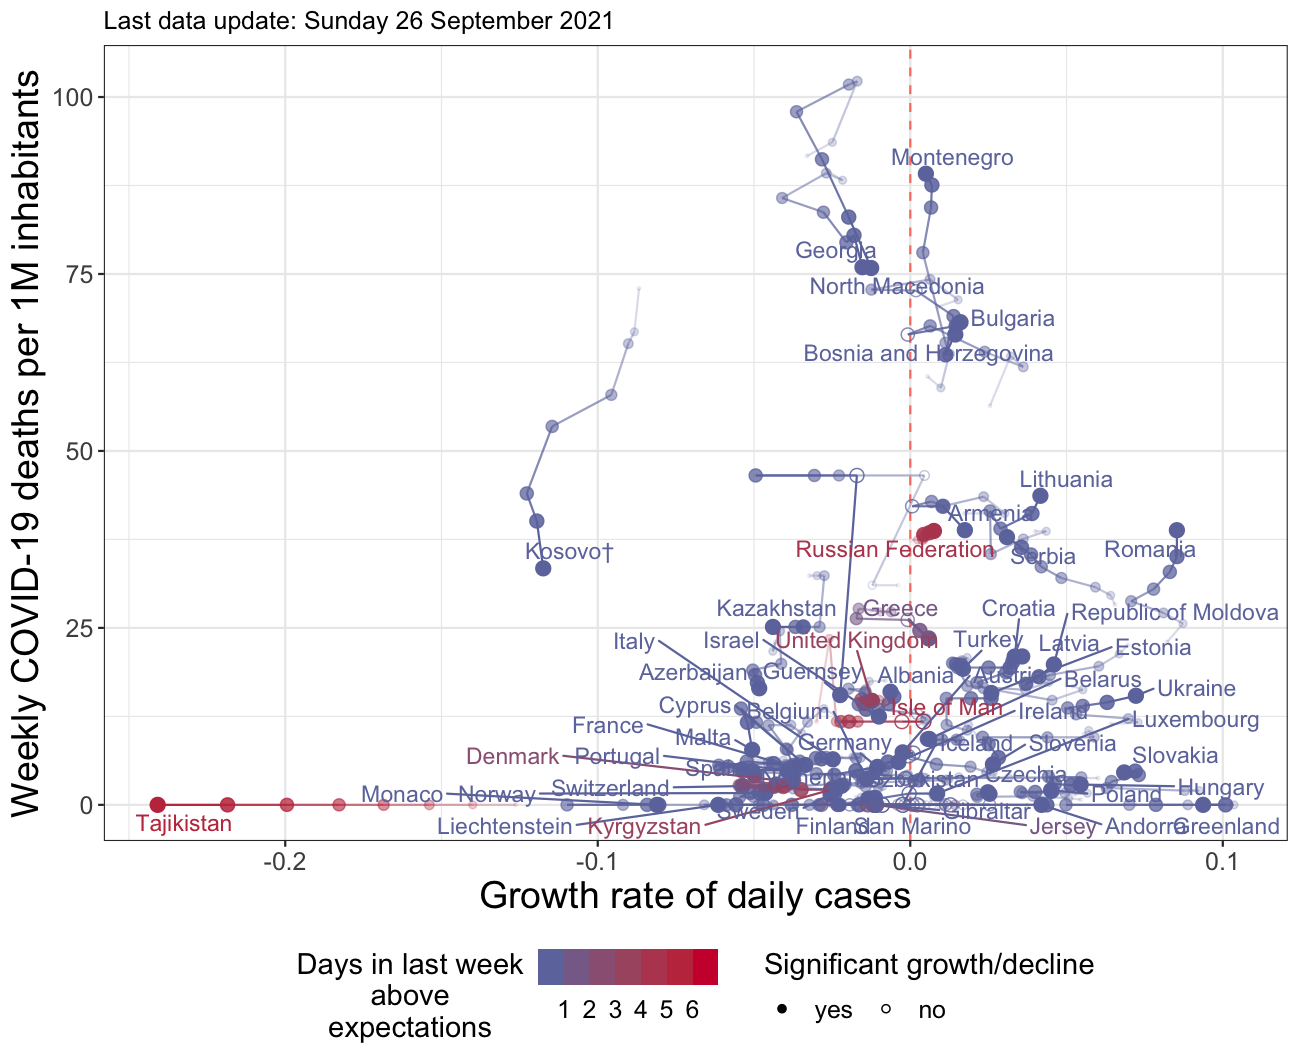 Last data update: Sunday 26 September 2021
Weekly COVID-19 deaths per 1M inhabitants
100
75
50
25
0
Montenegro
Georgia
North Macedonia
Bulgaria
Bosnia and Herzegovina
Lithuania
Armenia
Russian Federation
Serbia
Romania
Kosovo†
Kazakhstan
Greece
Croatia
Republic of Moldova
Italy
Israel
United Kingdom
Turkey
Latvia
Estonia
Azerbaijan
Guernsey
Albania
Austria
Belarus
Ukraine
Cyprus
Belgium
Isle of Man
Ireland
Luxembourg
France
Malta
Germany
Iceland
Slovenia
Denmark
Portugal
Spain
Slovakia
Czechia
Monaco
Norway
Switzerland
Poland
Hungary
Tajikistan
Liechtenstein
Kyrgyzstan
Sweden
Finland
San Marino
Gibraltar
Jersey
Andorra
Greenland
-0.2
-0.1
0.0
0.1
Growth rate of daily cases
Days in last week
above
expectations
1 2 3 4 5 6
Significant growth/decline
yes
no